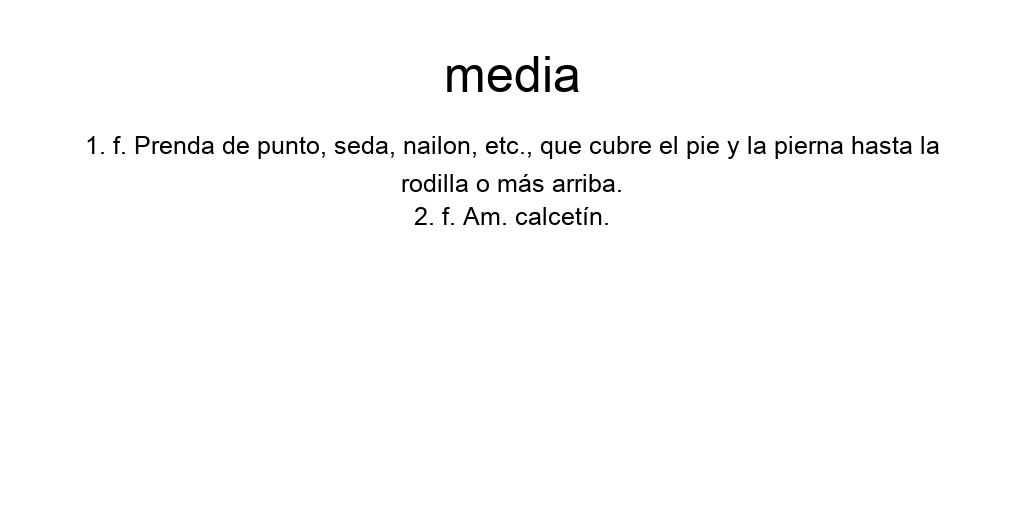 media
1. f. Prenda de punto, seda, nailon, etc., que cubre el pie y la pierna hasta la
rodilla o más arriba.
2. f. Am. calcetín.